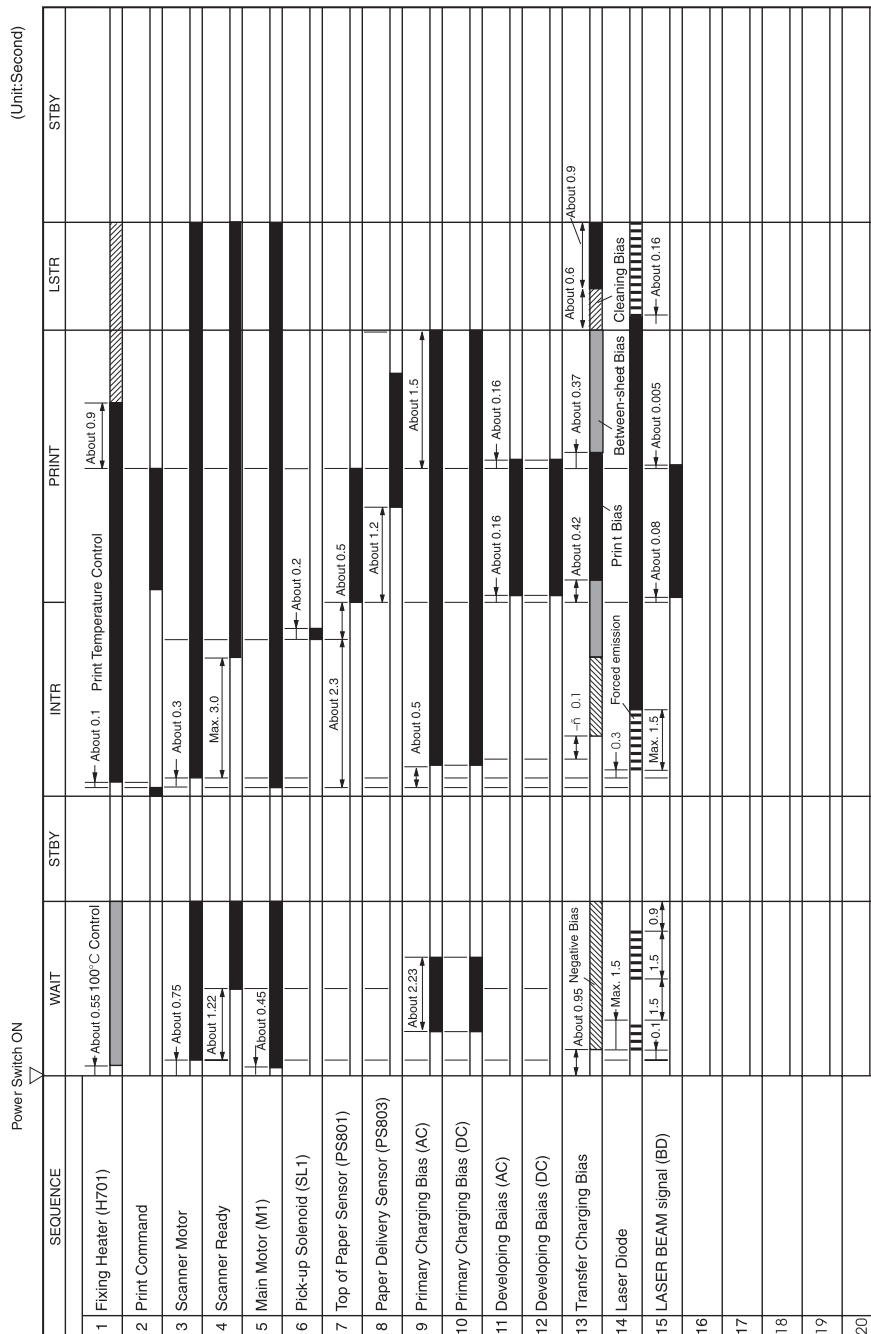 Power Switch ON
(Unit:Second)
SEQUENCE WAIT STBY INTR PRINT LSTR STBY
1 Fixing Heater (H701) About 0.55 100°C Control About 0.1 Print Temperature Control About 0.9
2 Print Command
3 Scanner Motor About 0.75 About 0.3
4 Scanner Ready About 1.22 Max. 3.0
5 Main Motor (M1) About 0.45
6 Pick-up Solenoid (SL1) About 0.2
7 Top of Paper Sensor (PS801) About 2.3 About 0.5
8 Paper Delivery Sensor (PS803) About 1.2
9 Primary Charging Bias (AC) About 2.23 About 0.5 About 1.5
10 Primary Charging Bias (DC)
11 Developing Baias (AC) About 0.16 About 0.16
12 Developing Baias (DC)
13 Transfer Charging Bias About 0.95 Negative Bias –ñ 0.1 About 0.42 Print Bias About 0.37 Between-shed Bias About 0.6 Cleaning Bias About 0.9
14 Laser Diode Max. 1.5 0.3 Forced emission
15 LASER BEAM signal (BD) 0.1 1.5 1.5 0.9 Max. 1.5 About 0.08 About 0.005 About 0.16
16
17
18
19
20